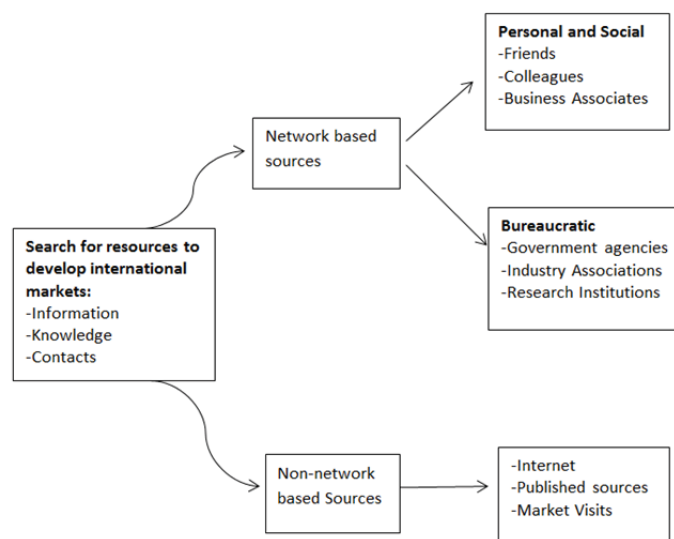 Personal and Social
-Friends
-Colleagues
-Business Associates
Network based
sources
Bureaucratic
-Government agencies
-Industry Associations
-Research Institutions
Search for resources to
develop international
markets:
-Information
-Knowledge
-Contacts
Non-network
based Sources
-Internet
-Published sources
-Market Visits